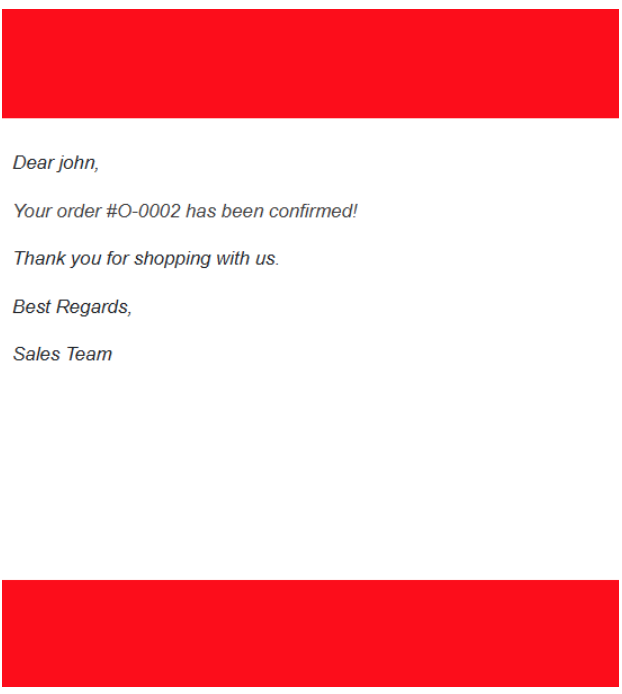 Dear john,
Your order #O-0002 has been confirmed!
Thank you for shopping with us.
Best Regards,
Sales Team